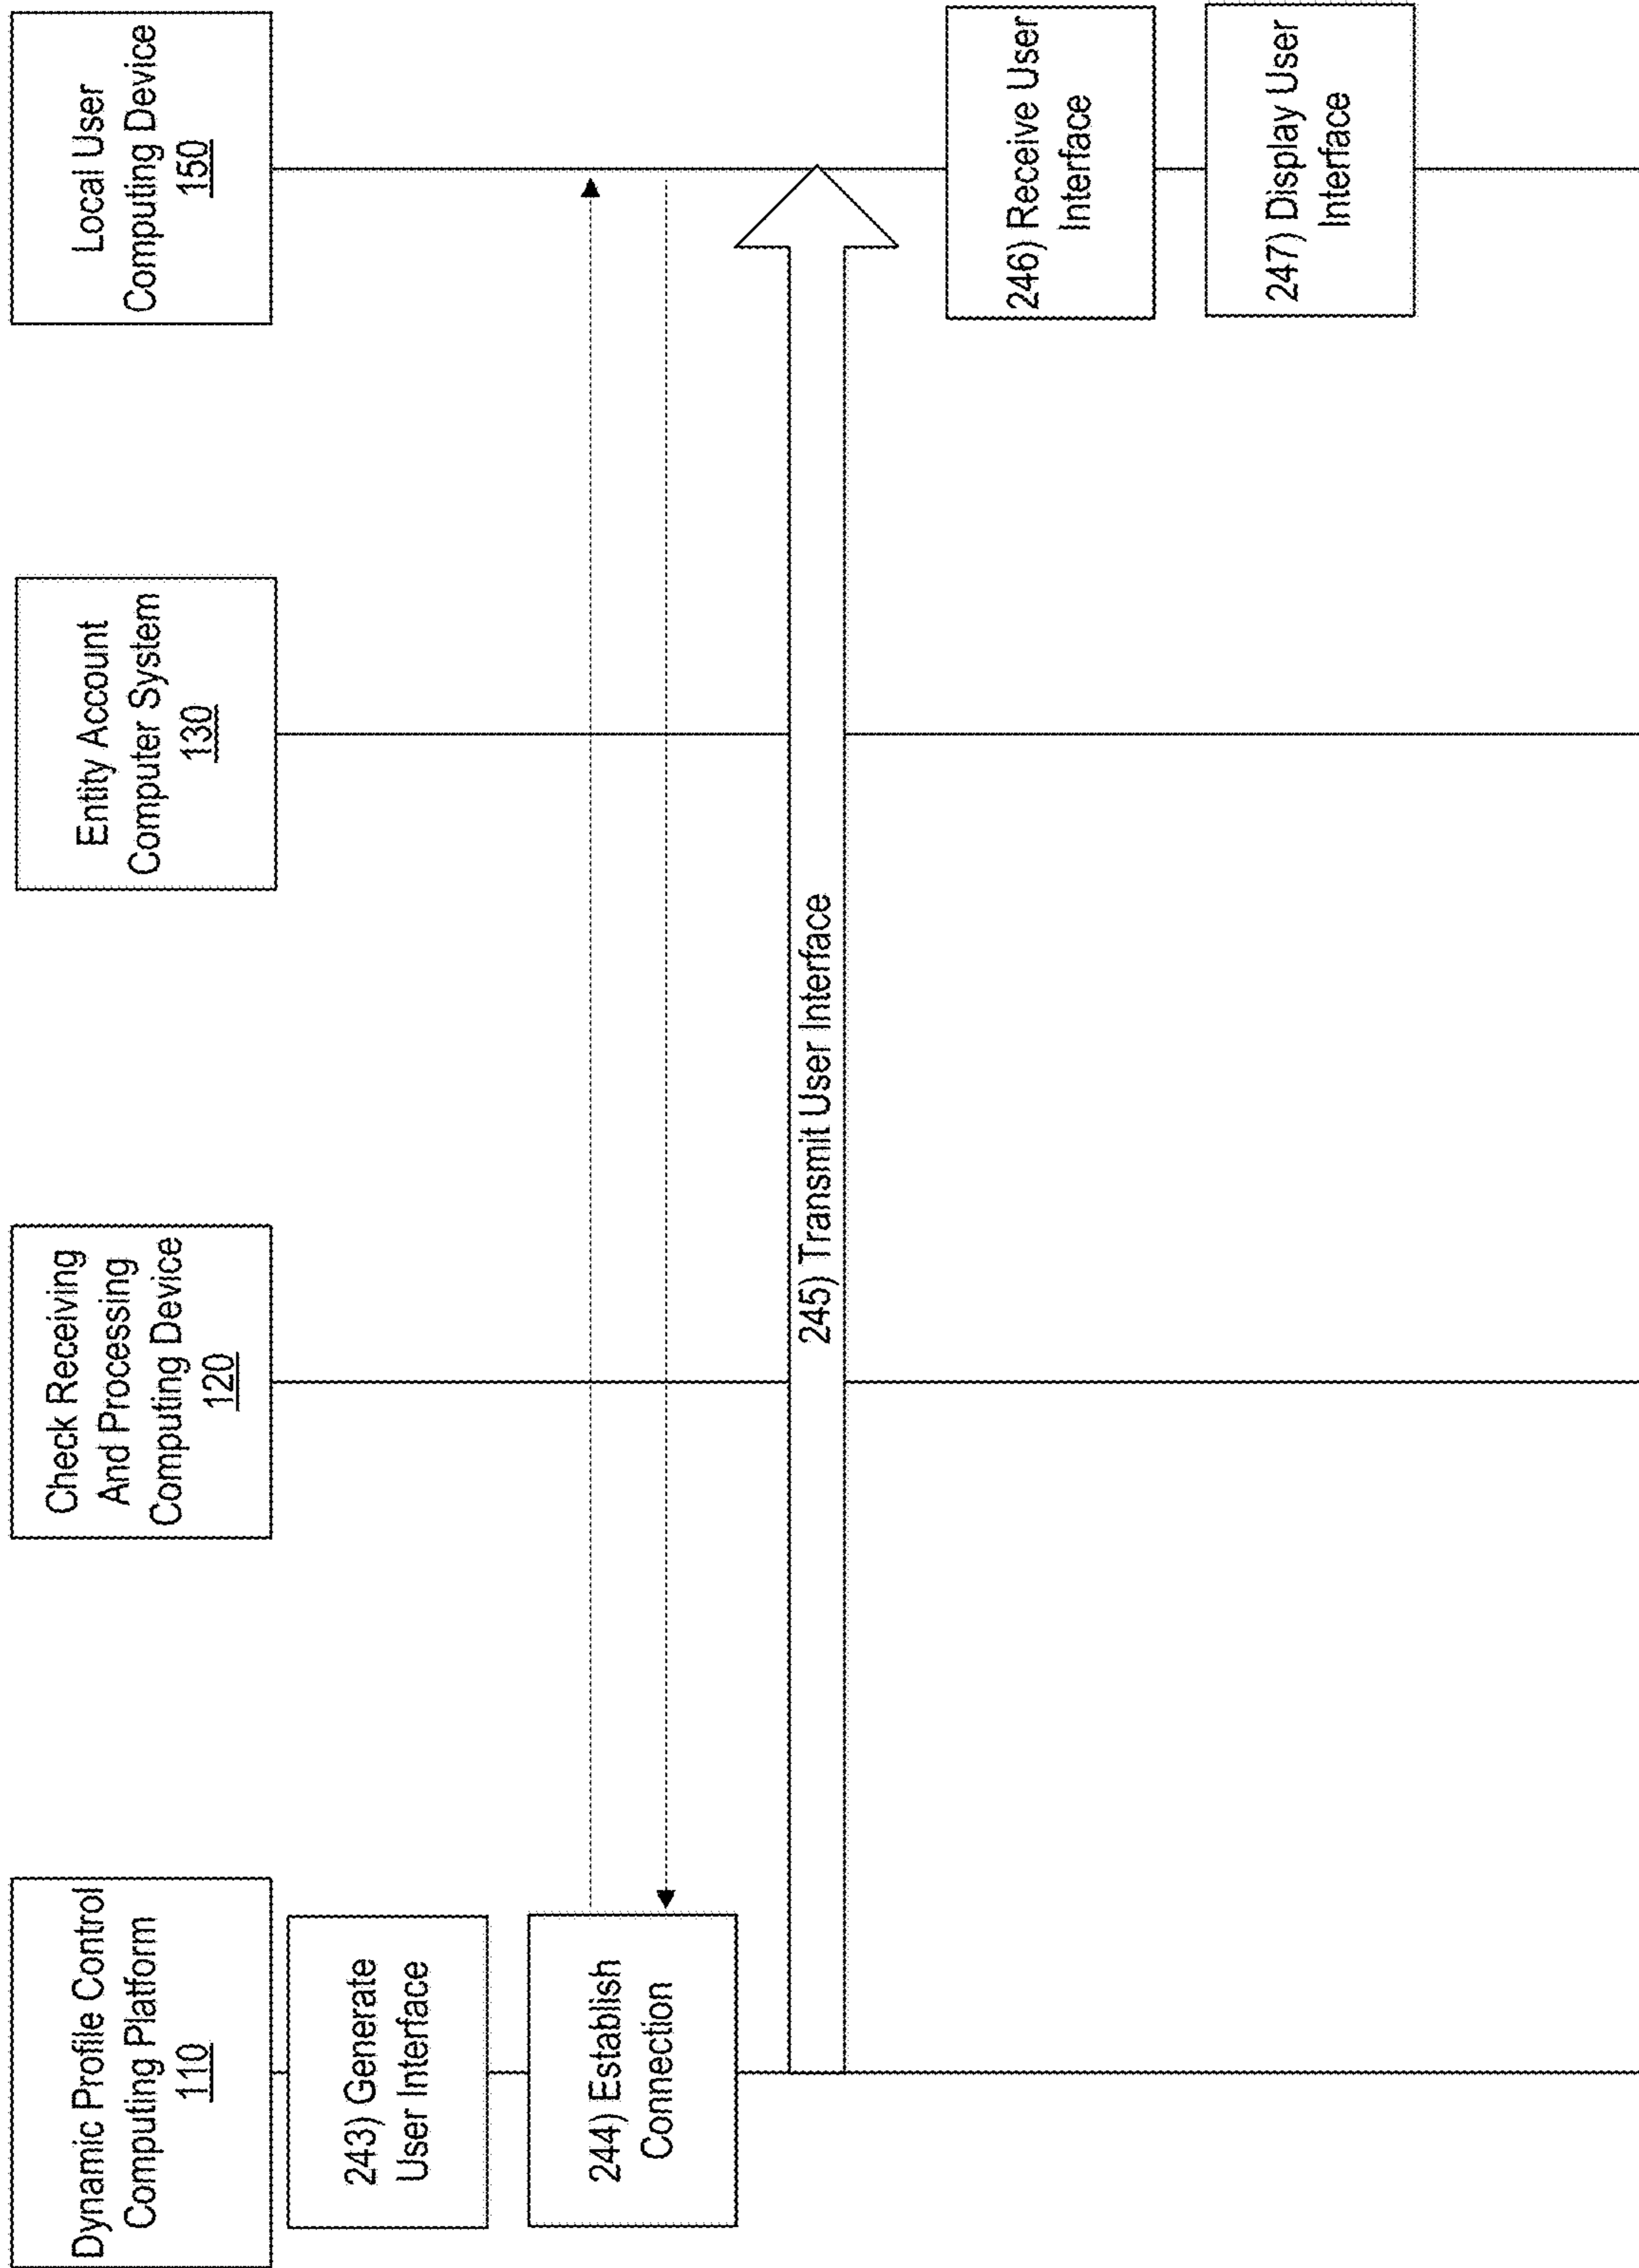 Dynamic Profile Control
Computing Platform
110
Check Receiving
And Processing
Computing Device
120
Entity Account
Computer System
130
Local User
Computing Device
150
243) Generate
User Interface
244) Establish
Connection
245) Transmit User Interface
246) Receive User
Interface
247) Display User
Interface